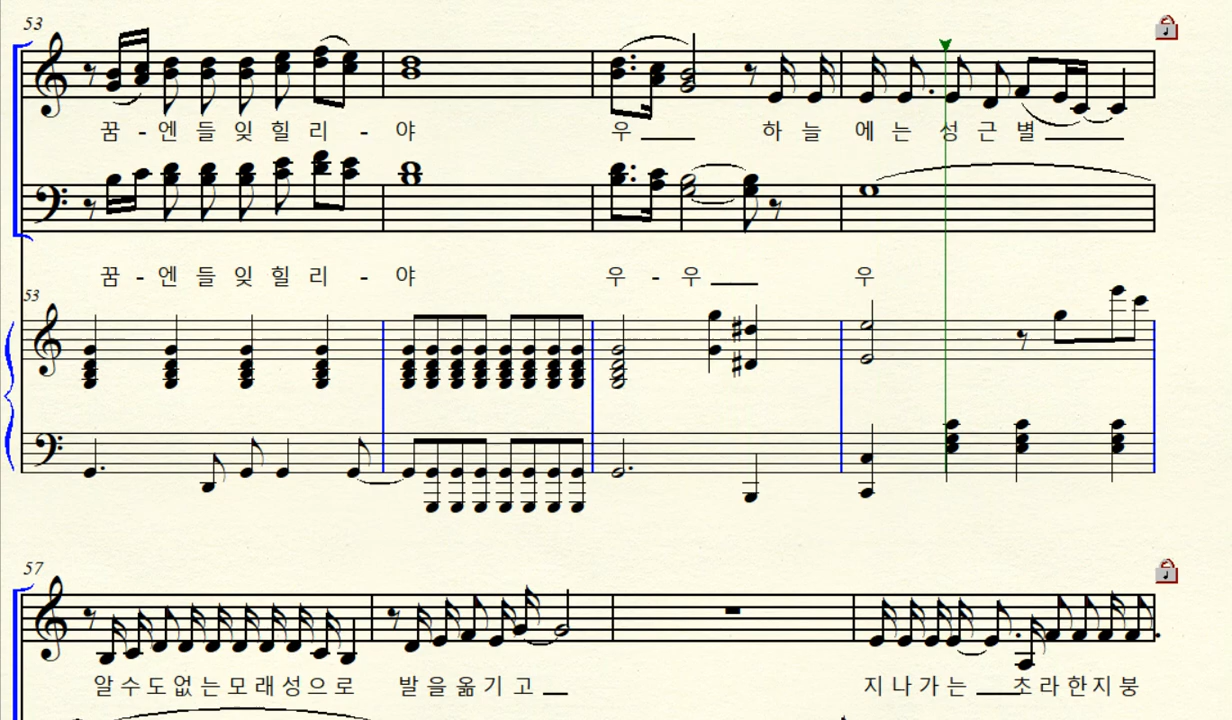 53
꿈 - 엔 들 잊 힐 리 - 야 우 하 늘 에 는 성 근 별
꿈 - 엔 들 잊 힐 리 - 야 우 - 우 우
53
57
알 수 도 없 는 모 래 성 으 로 발 을 옮 기 고 지 나 가 는 초 라 한 지 붕